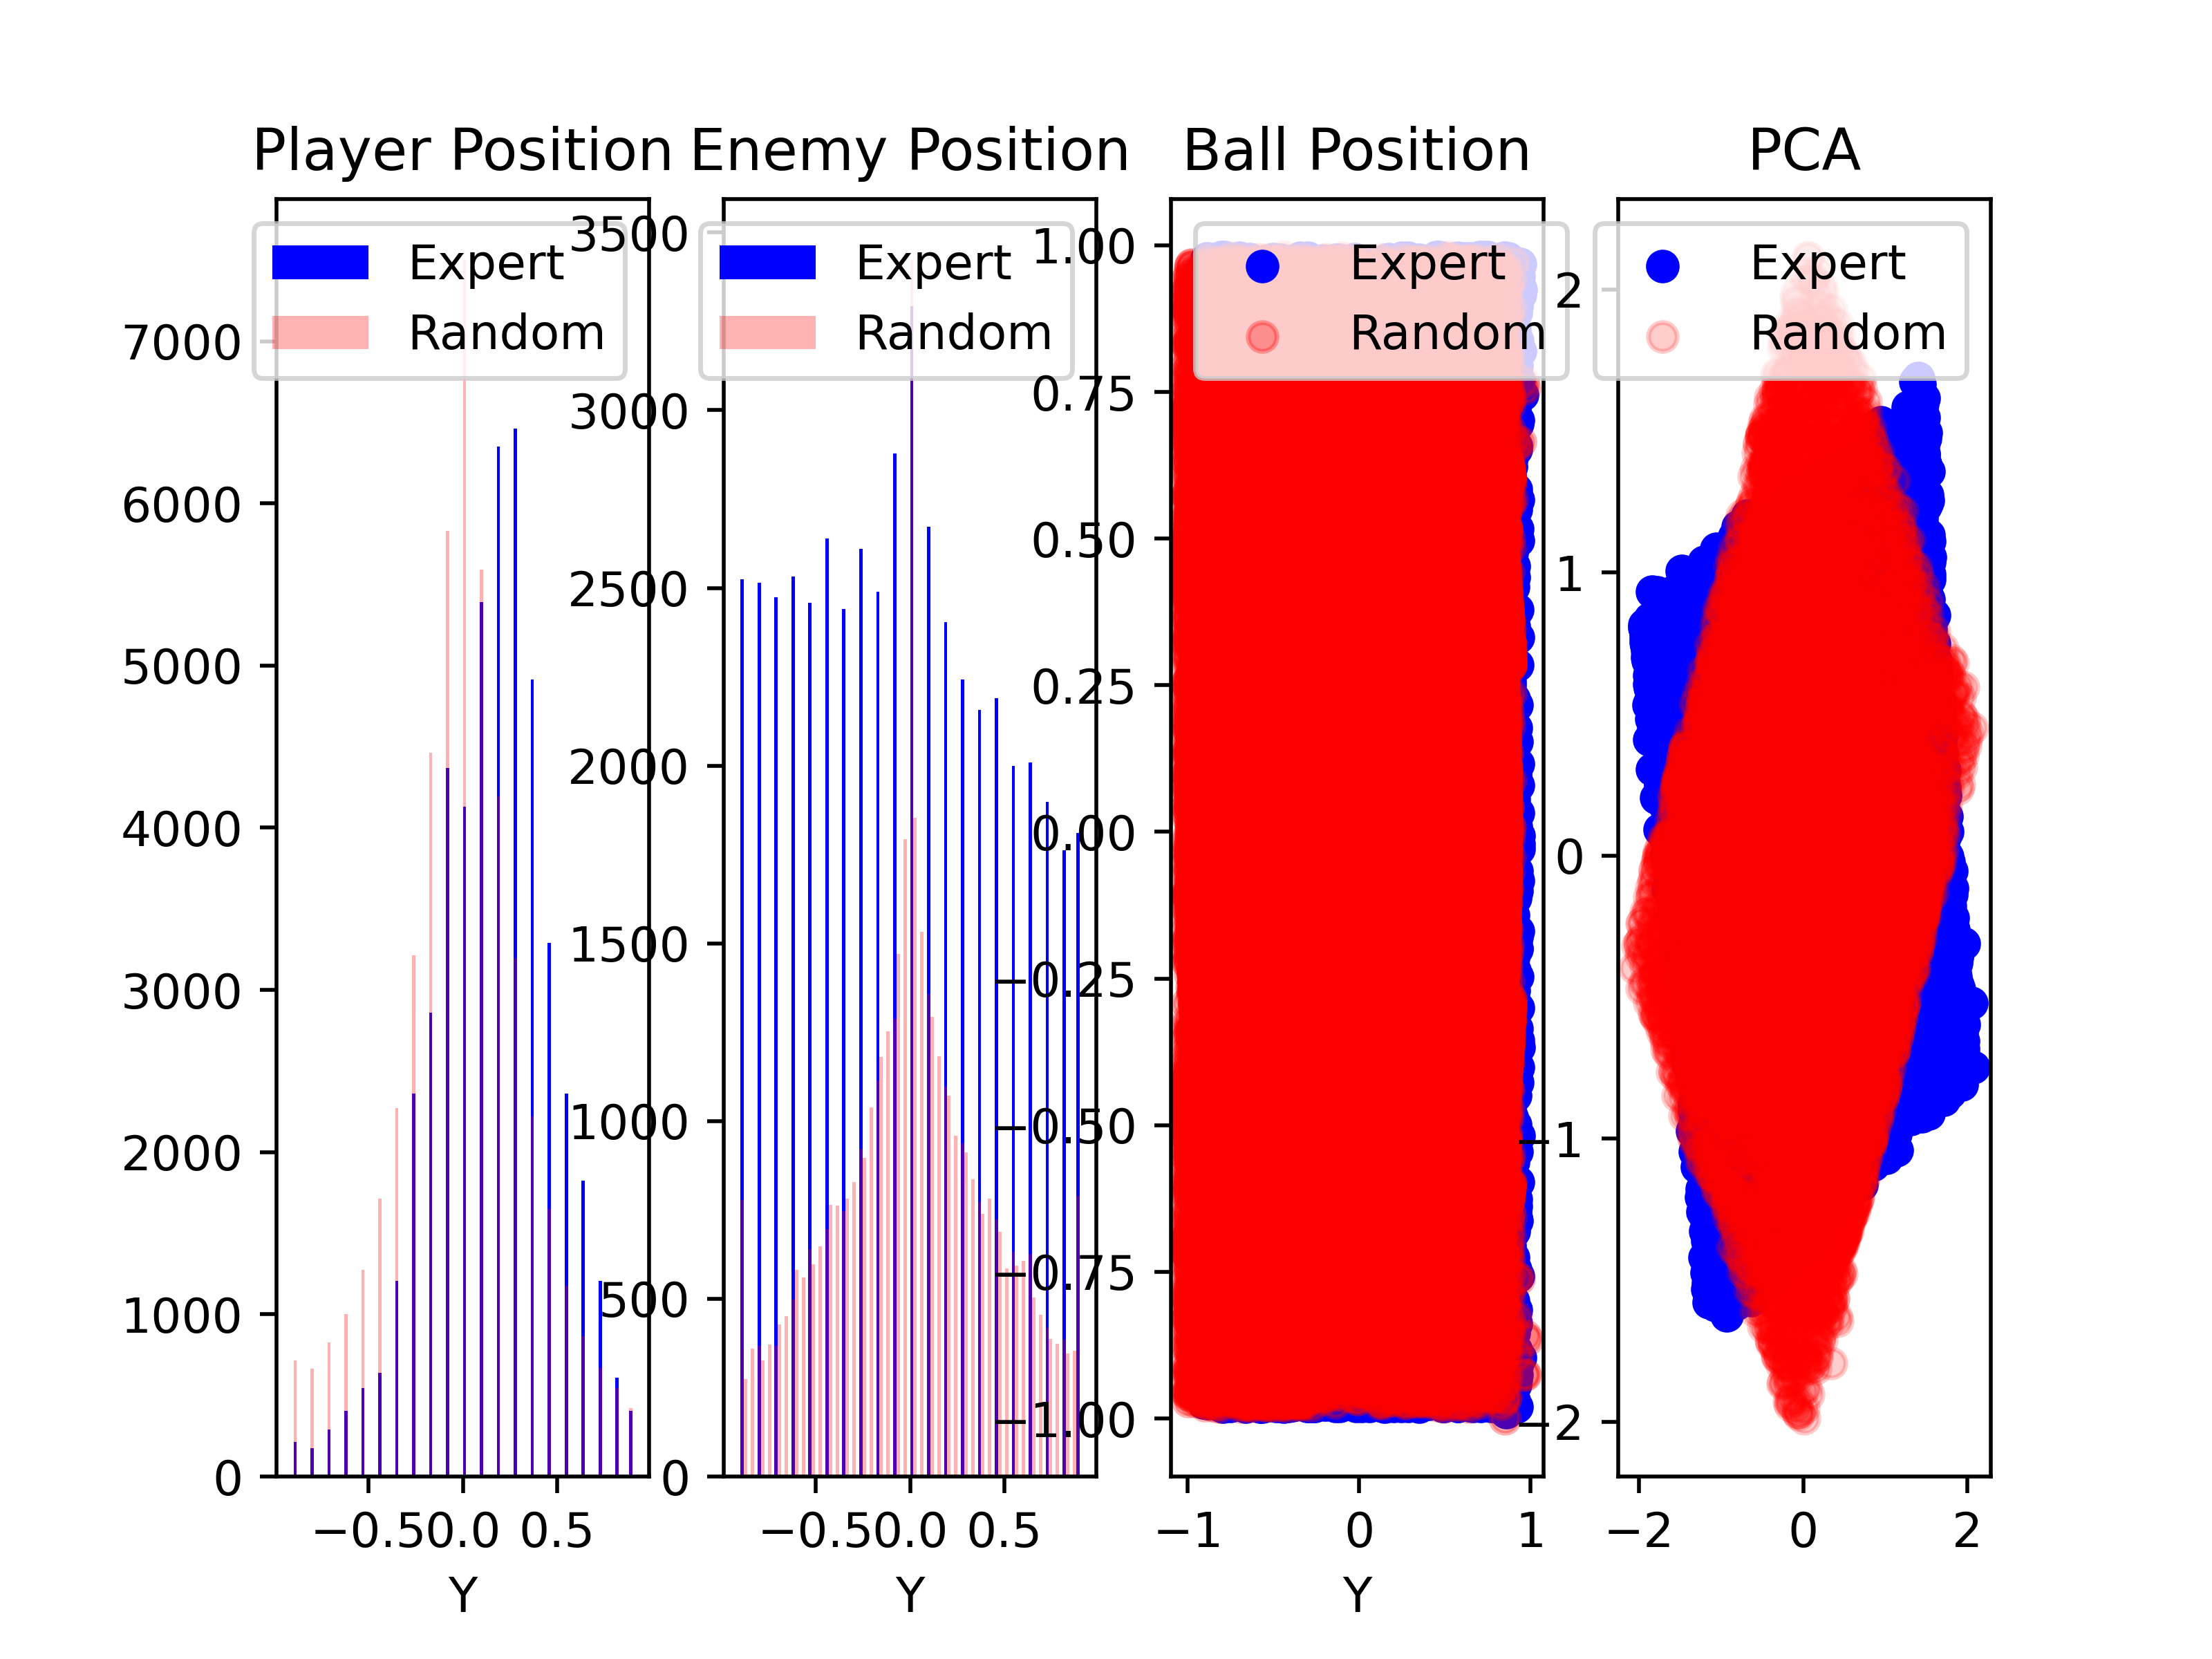 Player Position
Expert
Random
7000
6000
5000
4000
3000
2000
1000
0
−0.5 0.0 0.5
Y
Enemy Position
Expert
Random
3500
3000
2500
2000
1500
1000
500
0
−0.5 0.0 0.5
Y
Ball Position
Expert
Random
1.00
0.75
0.50
0.25
0.00
−0.25
−0.50
−0.75
−1.00
−1 0 1
Y
PCA
Expert
Random
2
1
0
−1
−2
−2 0 2